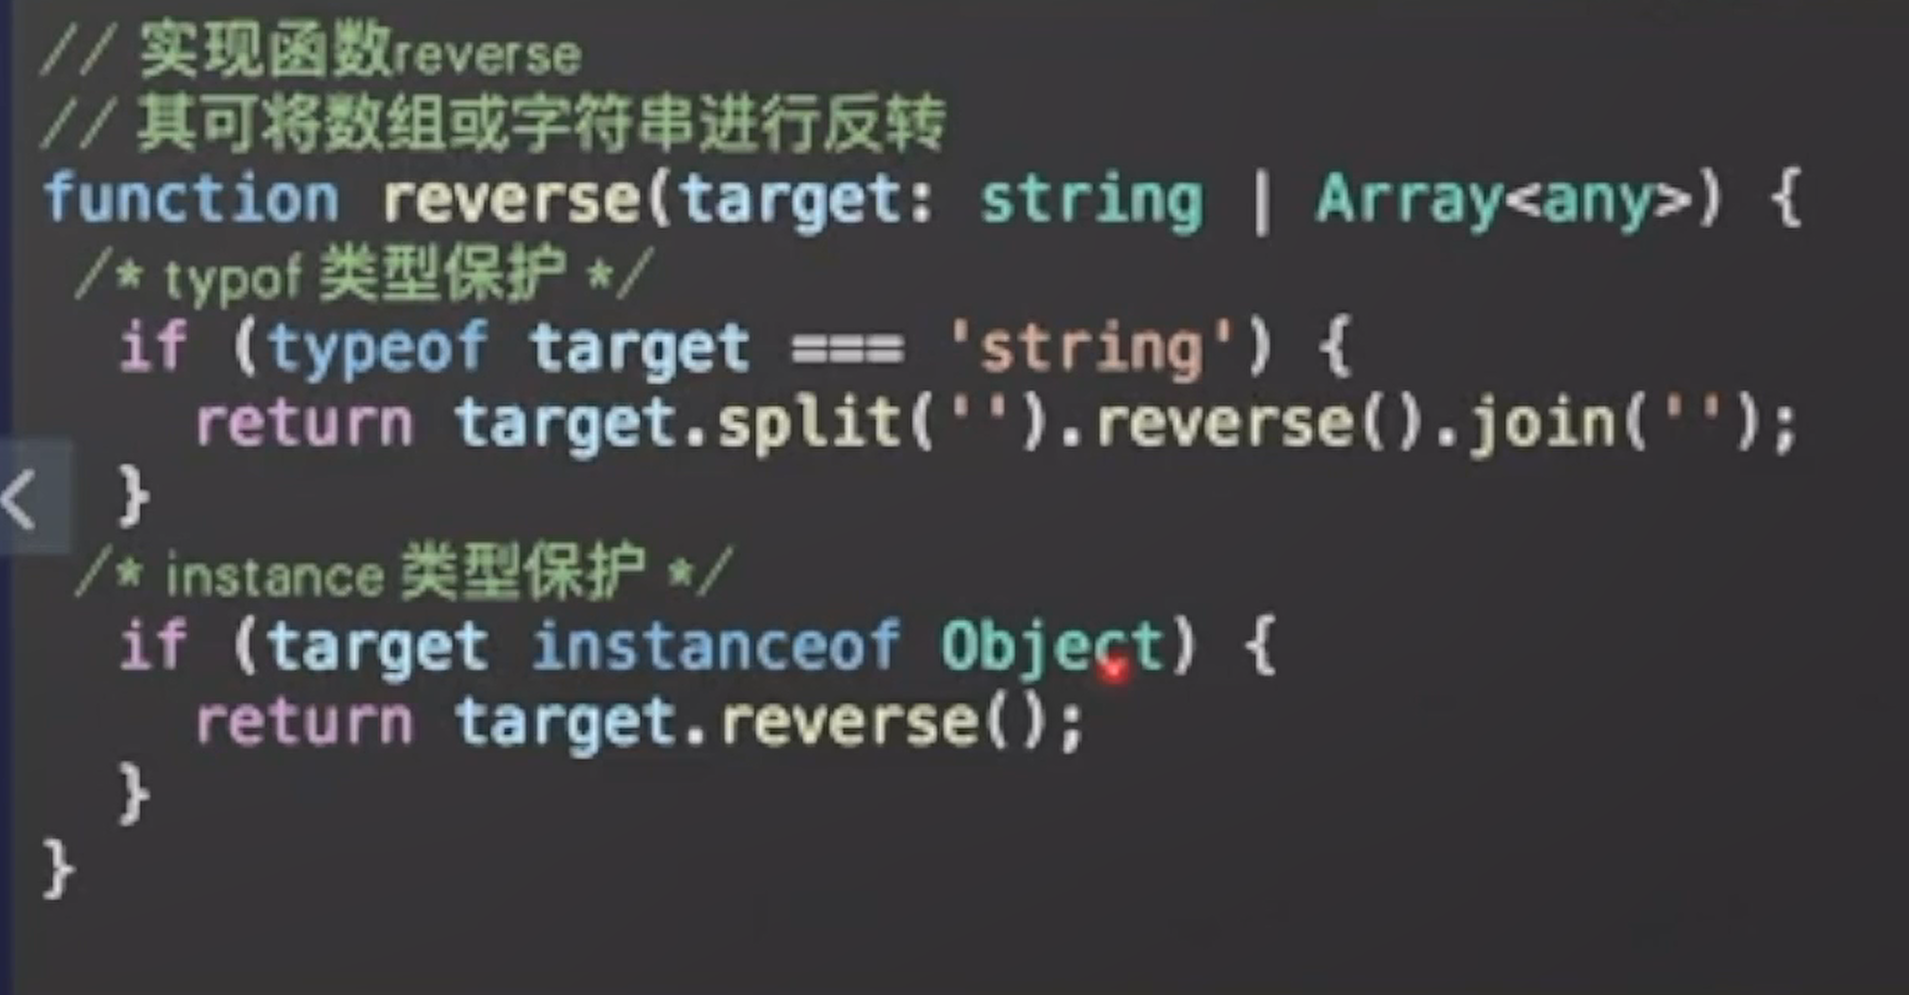 // 实现函数reverse
// 其可将数组或字符串进行反转
function reverse(target: string | Array<any>) {
/* typof 类型保护 */
if (typeof target === 'string') {
return target.split('').reverse().join('');
}
/* instance 类型保护 */
if (target instanceof Object) {
return target.reverse();
}
}